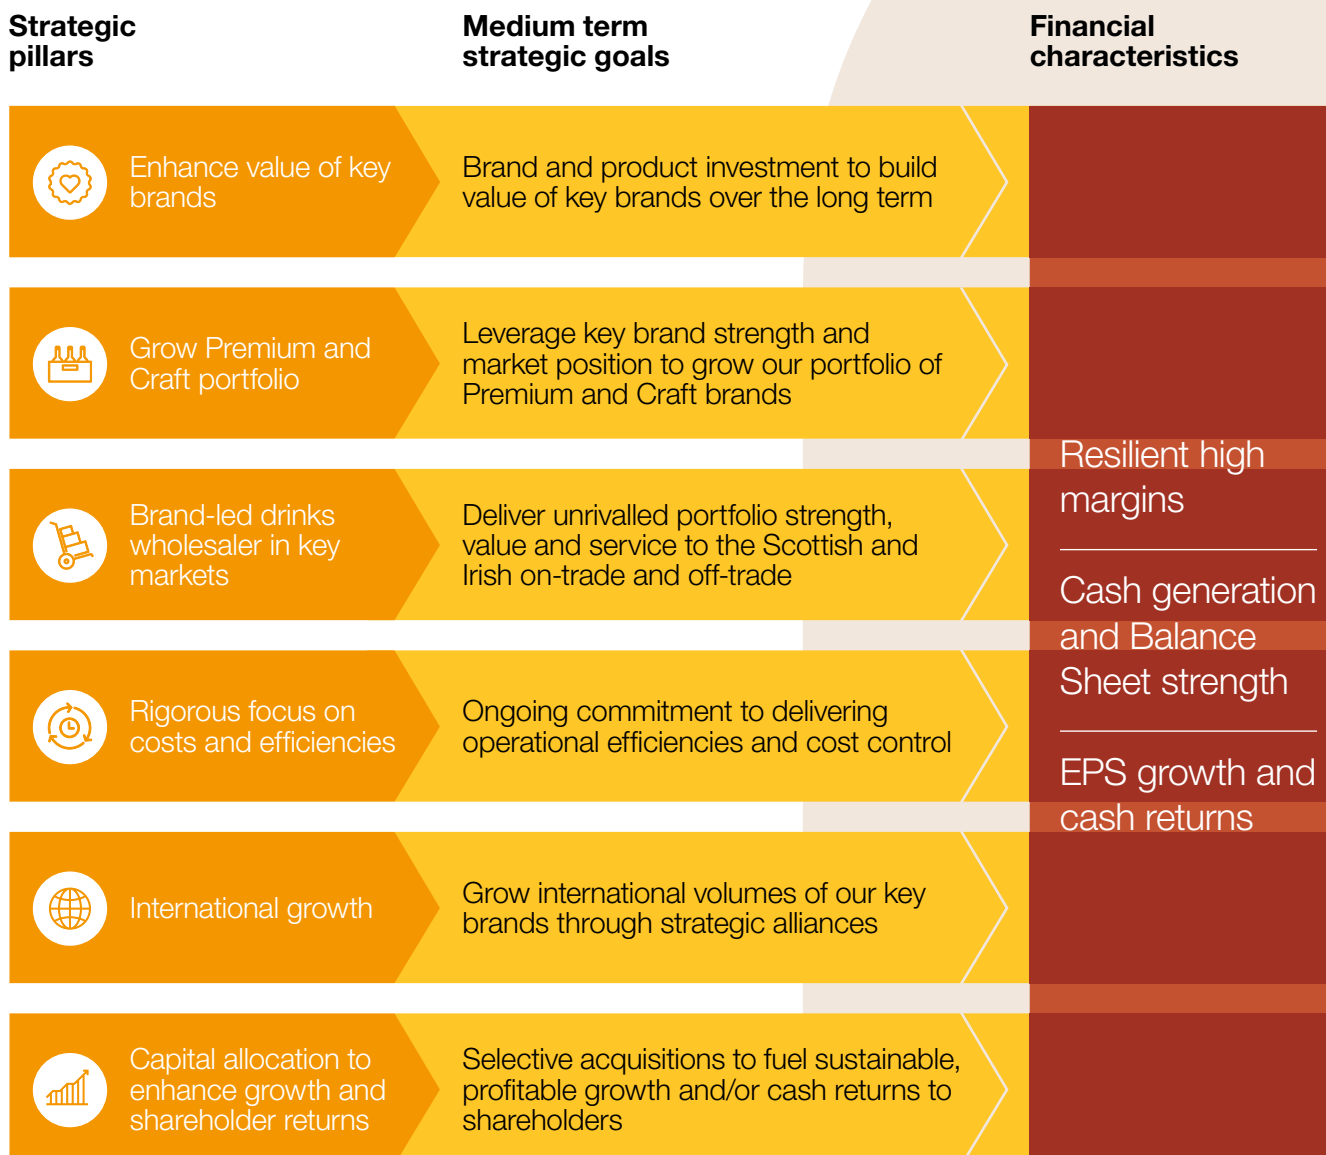 Strategic
pillars
Medium term
strategic goals
Financial
characteristics
Enhance value of key
brands
Brand and product investment to build
value of key brands over the long term
Grow Premium and
Craft portfolio
Leverage key brand strength and
market position to grow our portfolio of
Premium and Craft brands
Brand-led drinks
wholesaler in key
markets
Deliver unrivalled portfolio strength,
value and service to the Scottish and
Irish on-trade and off-trade
Rigorous focus on
costs and efficiencies
Ongoing commitment to delivering
operational efficiencies and cost control
International growth
Grow international volumes of our key
brands through strategic alliances
Capital allocation to
enhance growth and
shareholder returns
Selective acquisitions to fuel sustainable,
profitable growth and/or cash returns to
shareholders
Resilient high
margins
Cash generation
and Balance
Sheet strength
EPS growth and
cash returns